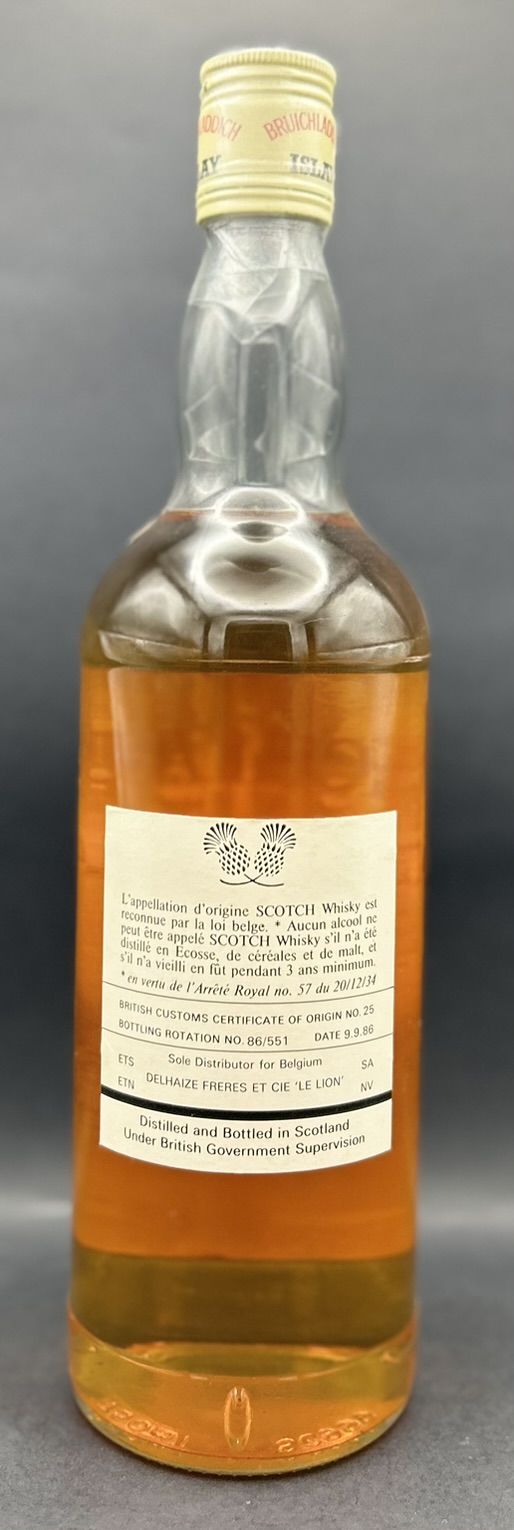 BRUICHLADI
ISLA
L'appellation d'origine SCOTCH Whisky est
reconnue par la loi belge. * Aucun alcool ne
peut être appelé SCOTCH Whisky s'il n'a été
distillé en Ecosse, de céréales et de malt, et
s'il n'a vieilli en fût pendant 3 ans minimum.
* en vertu de l'Arrêté Royal no. 57 du 20/12/34
BRITISH CUSTOMS CERTIFICATE OF ORIGIN NO. 25
BOTTLING ROTATION NO. 86/551 DATE 9.9.86
ETS Sole Distributor for Belgium SA
ETN DELHAIZE FRERES ET CIE 'LE LION' NV
Distilled and Bottled in Scotland
Under British Government Supervision